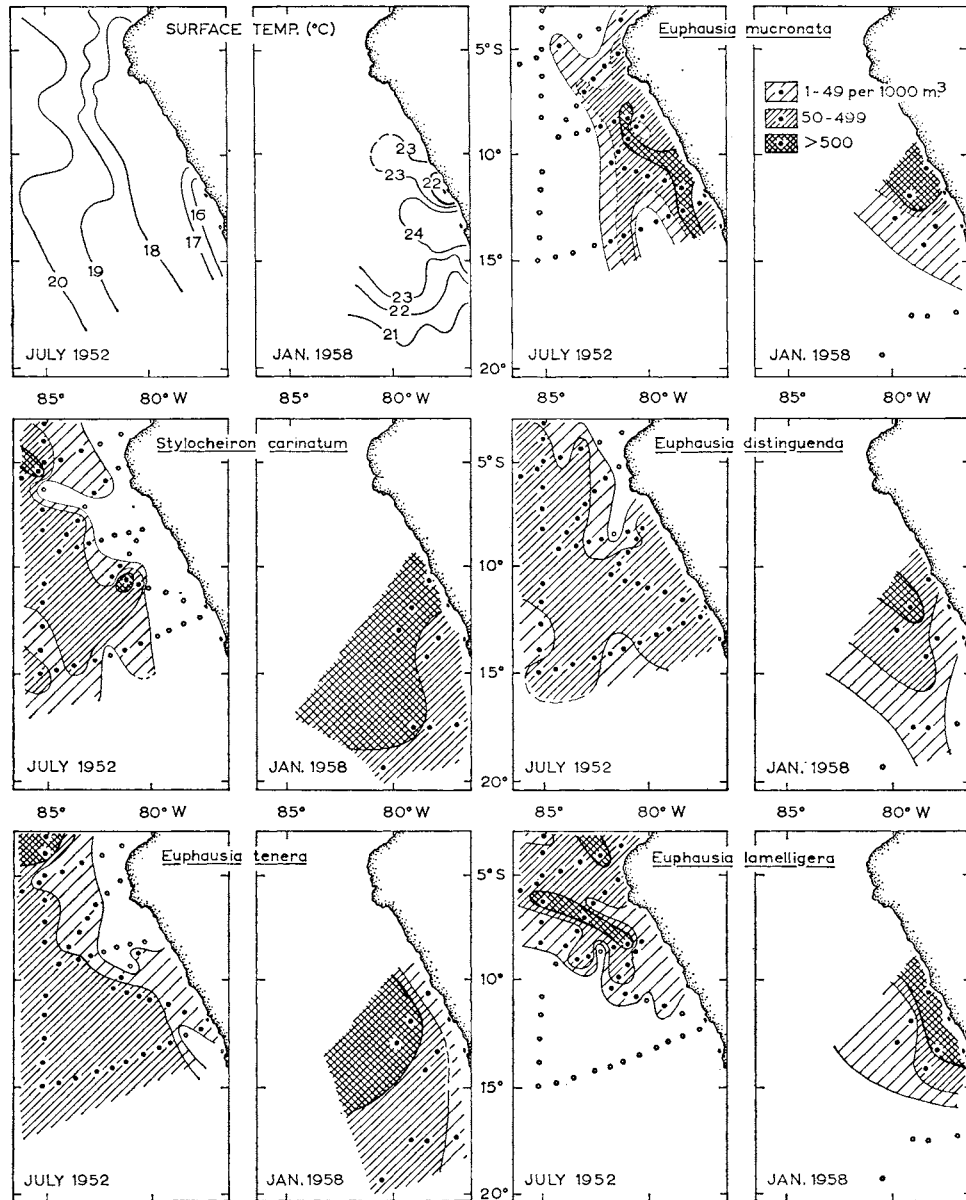 SURFACE TEMP. (°C)
20
19
18
17
16
JULY 1952
23
23
22
24
23
22
21
JAN. 1958
Euphausia mucronata
5°S
10°
15°
20°
1-49 per 1000 m.3
50-499
>500
JULY 1952
JAN. 1958
85° 80° W 85° 80° W 85° 80° W 85° 80° W
Stylocheiron carinatum
JULY 1952
JAN. 1958
Euphausia distinguenda
5°S
10°
15°
20°
JULY 1952
JAN. 1958
85° 80° W 85° 80° W 85° 80° W 85° 80° W
Euphausia tenera
JULY 1952
JAN. 1958
Euphausia lamelligera
5°S
10°
15°
20°
JULY 1952
JAN. 1958